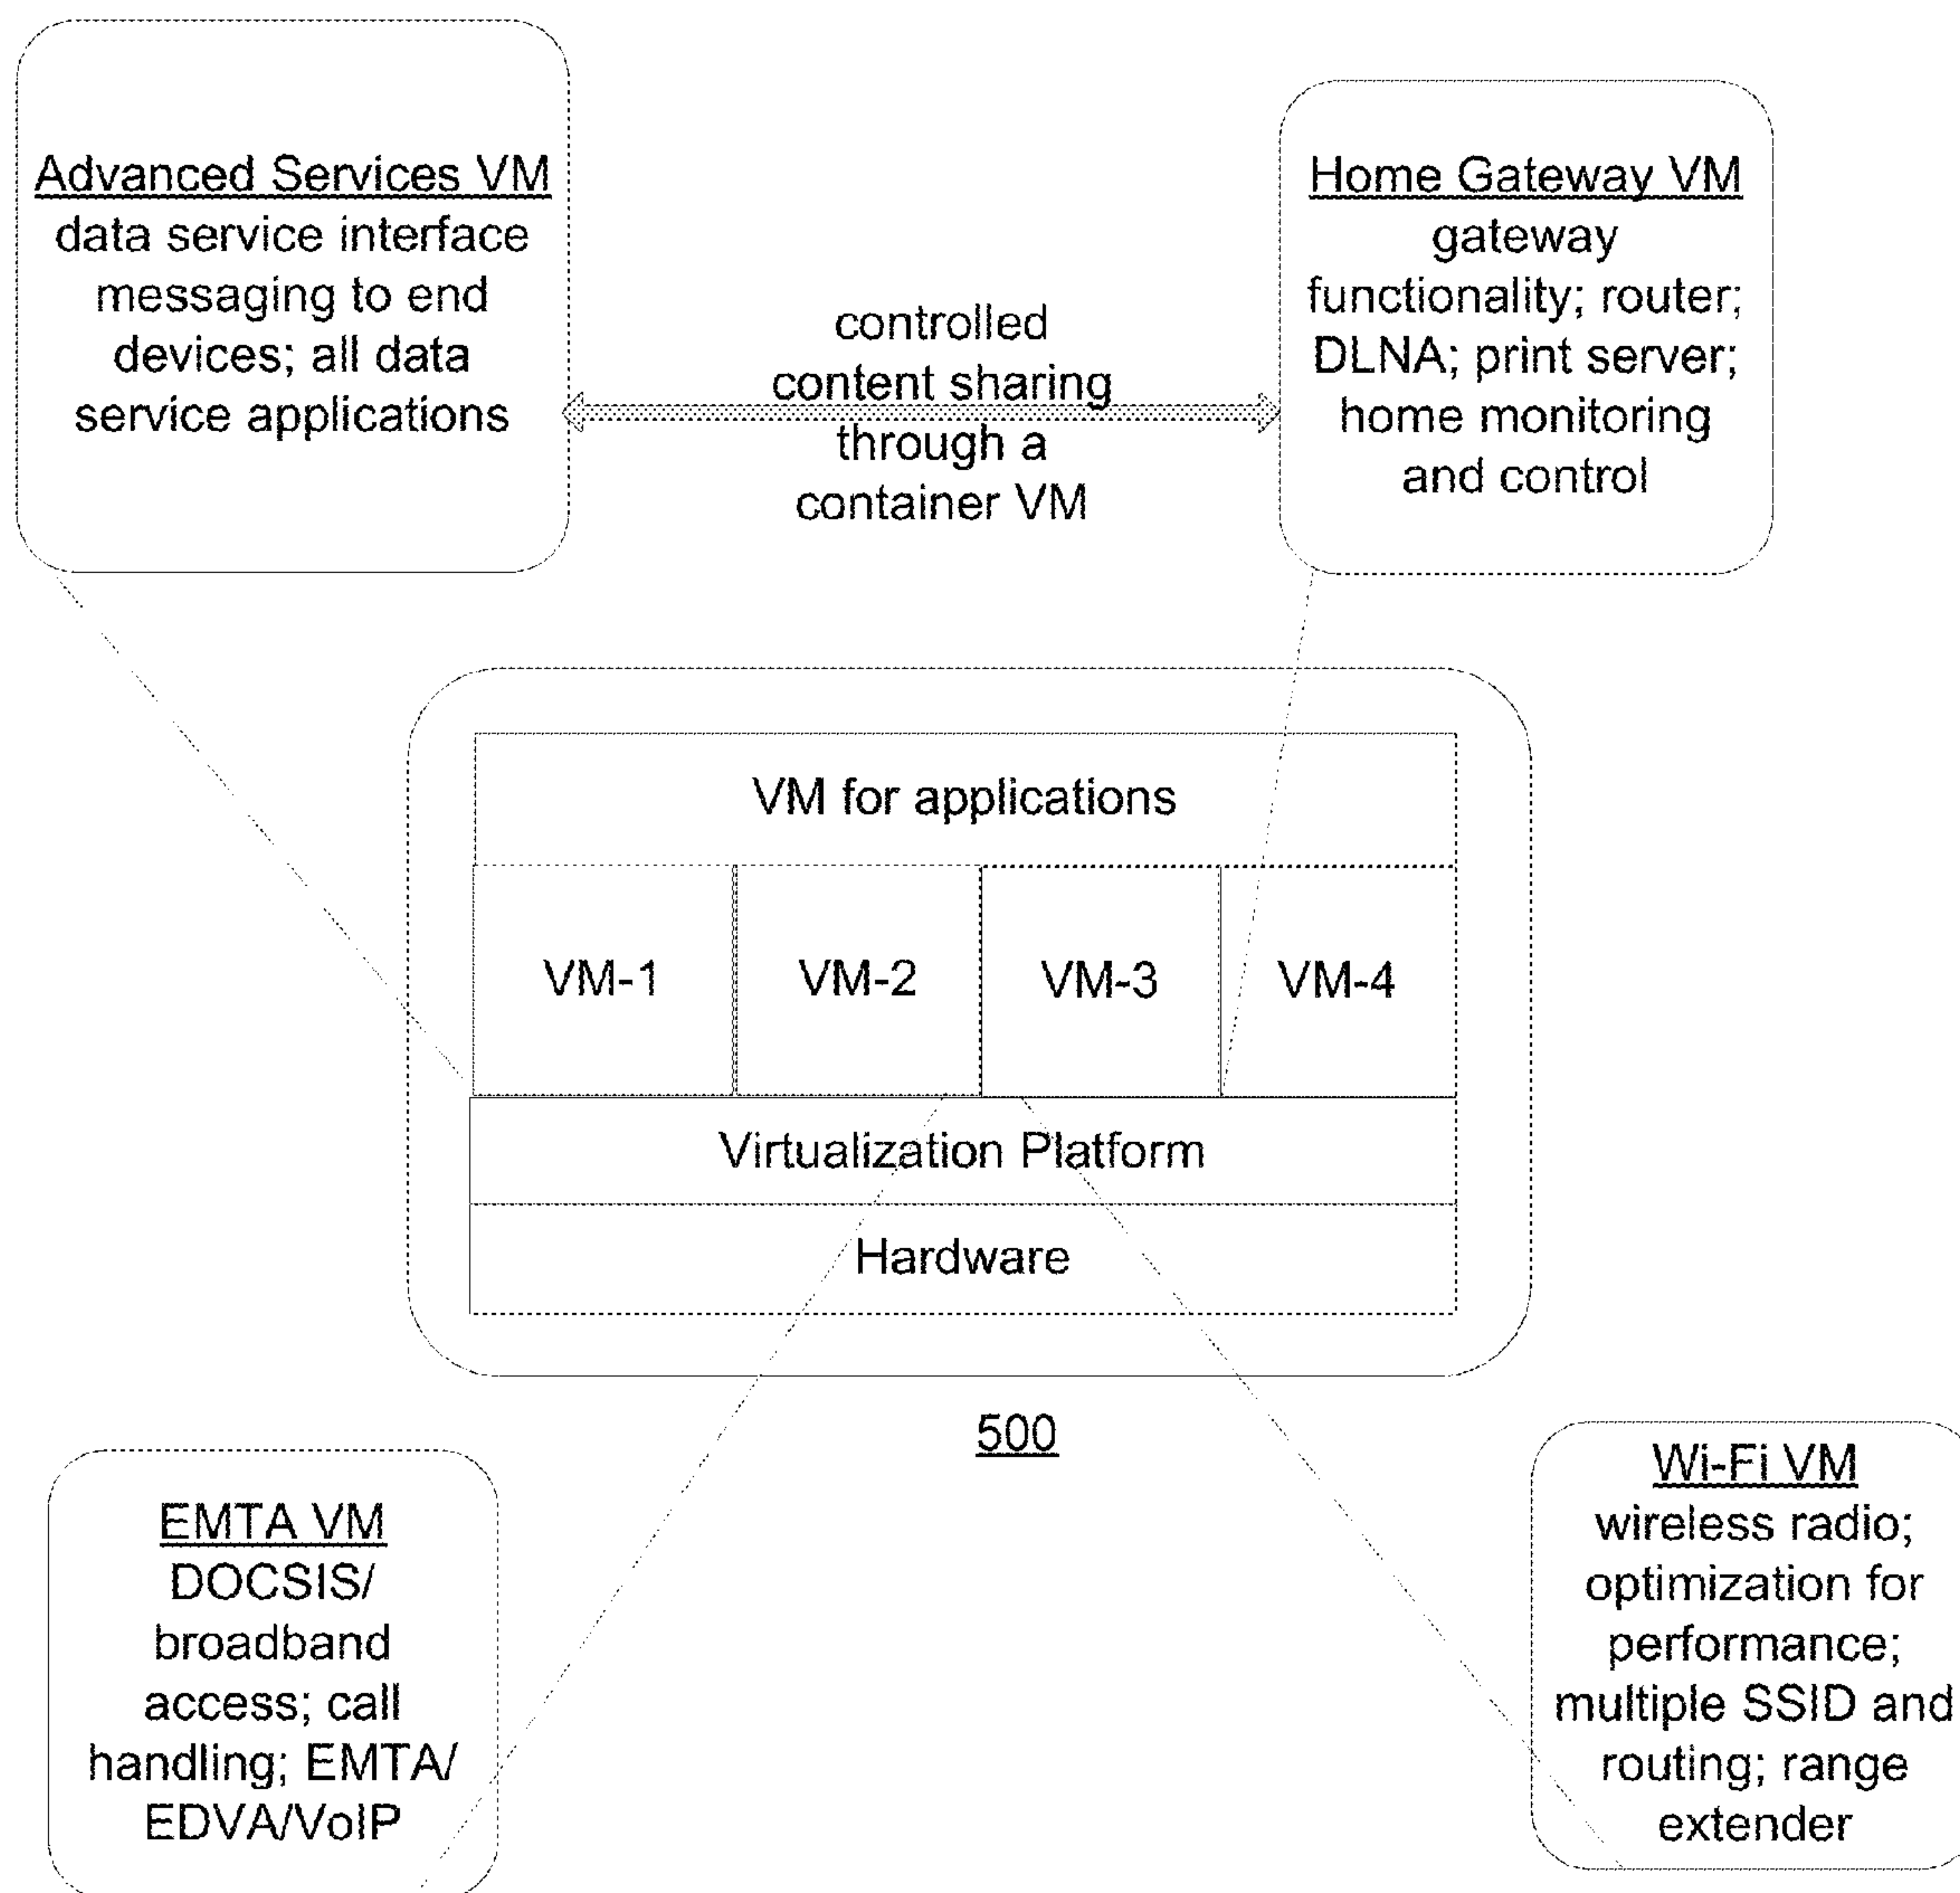 Advanced Services VM
data service interface
messaging to end
devices; all data
service applications
controlled
content sharing
through a
container VM
Home Gateway VM
gateway
functionality; router;
DLNA; print server;
home monitoring
and control
VM for applications
VM-1
VM-2
VM-3
VM-4
Virtualization Platform
Hardware
500
EMTA VM
DOCSIS/
broadband
access; call
handling; EMTA/
EDVA/VoIP
Wi-Fi VM
wireless radio;
optimization for
performance;
multiple SSID and
routing; range
extender